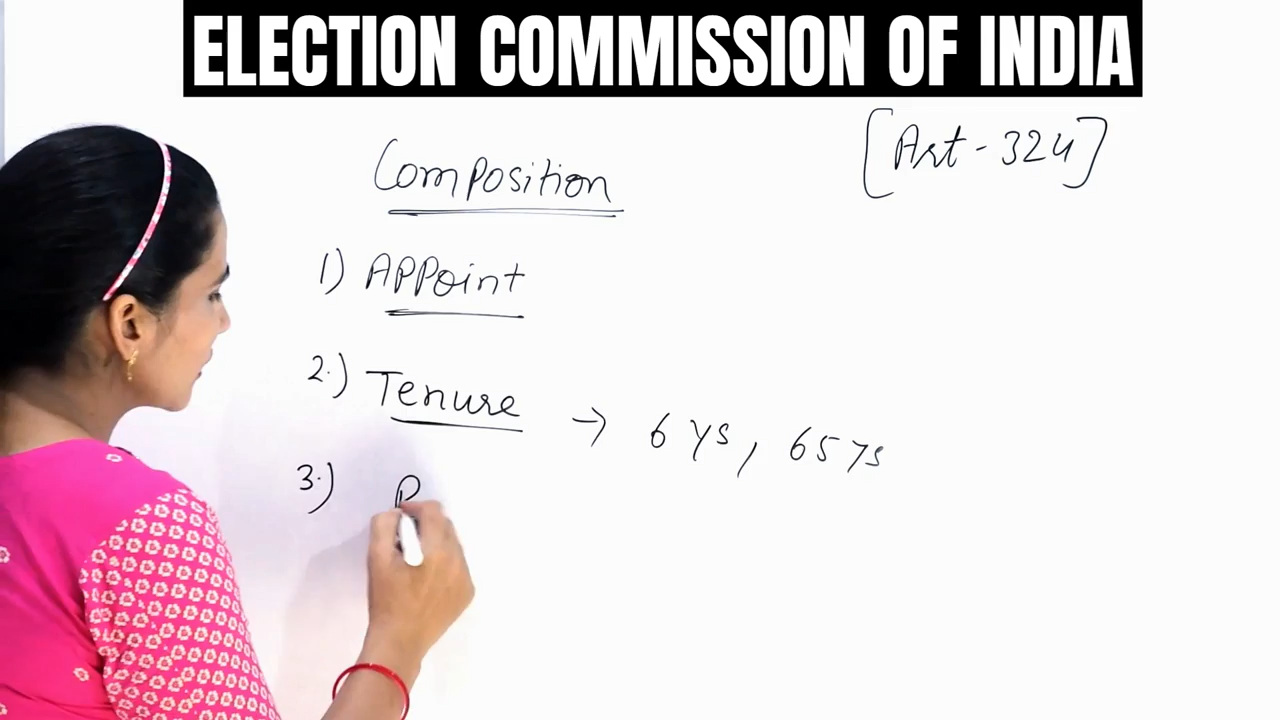 ELECTION COMMISSION OF INDIA
[Art-324]
Composition
1) APPoint
2.) Tenure → 6 ys, 65 ys
3.) R